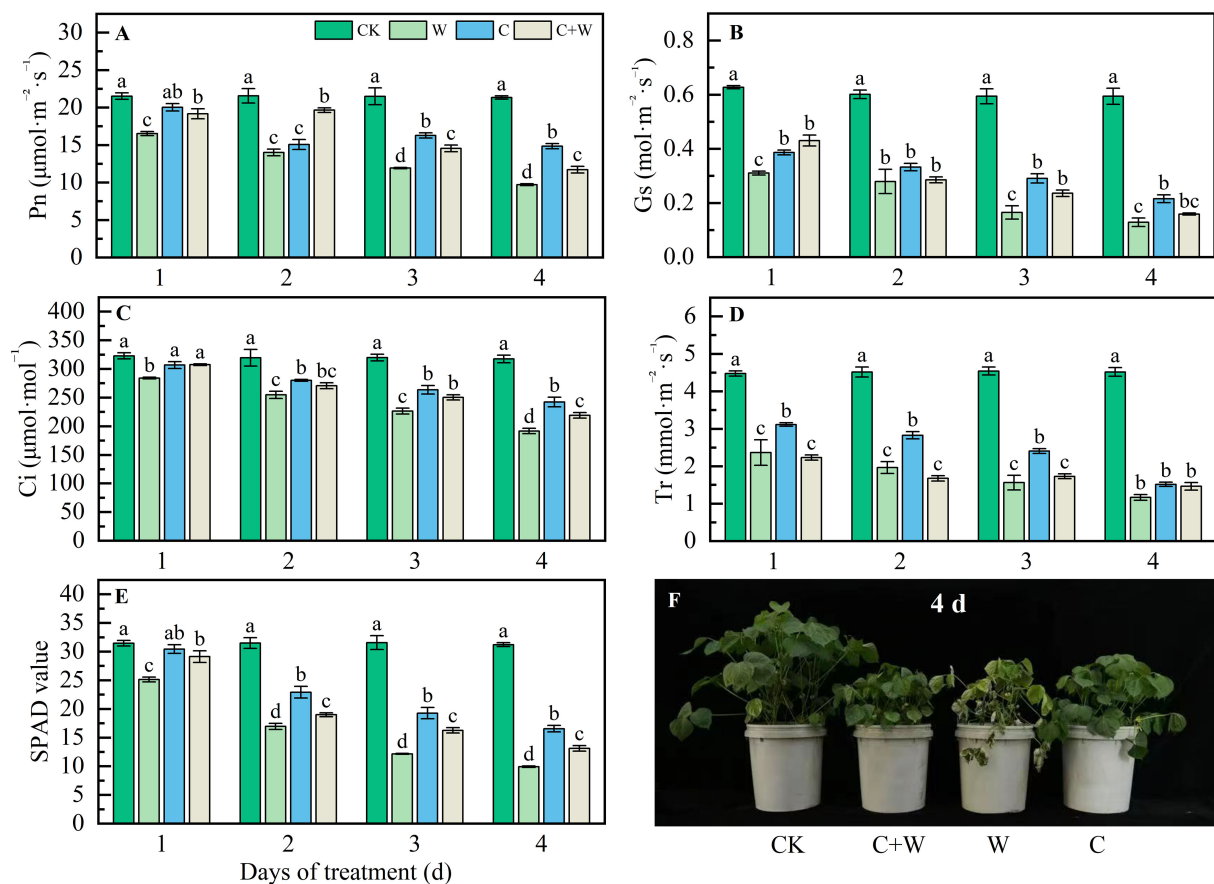 A
CK W C C+W
Pn (μmol·m⁻²·s⁻¹)
30
25
20
15
10
5
0
a ab b a b a b a b
c c c d c d c
1 2 3 4
B
Gs (mol·m⁻²·s⁻¹)
0.8
0.6
0.4
0.2
0.0
a a a a
c b b b b b c b b c b bc
1 2 3 4
C
Ci (μmol·mol⁻¹)
400
350
300
250
200
150
100
50
0
a b a a a c b bc a c b b a d b c
1 2 3 4
D
Tr (mmol·m⁻²·s⁻¹)
6
5
4
3
2
1
0
a c b c a c b c a c b c a b b b
1 2 3 4
E
SPAD value
40
35
30
25
20
15
10
5
0
a c ab b a d b c a d b c a d b c
1 2 3 4
Days of treatment (d)
F
4 d
CK C+W W C